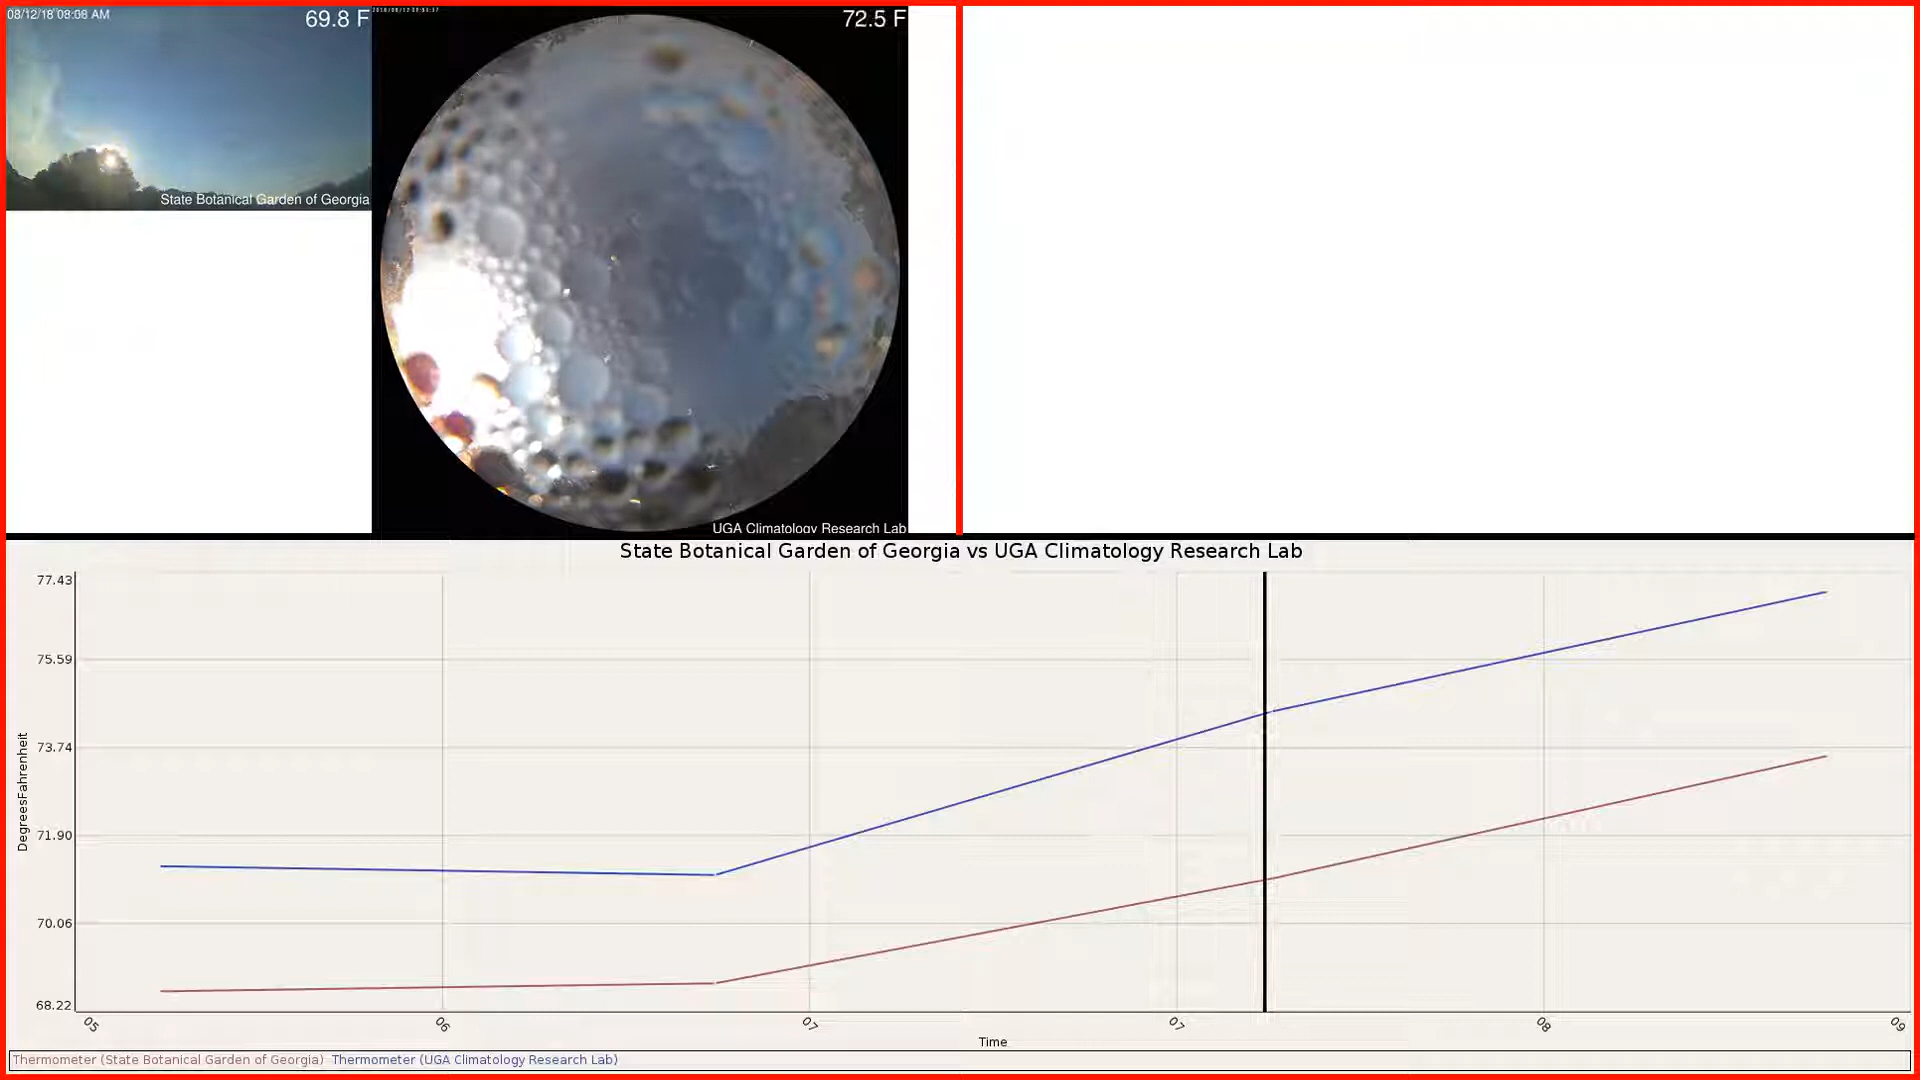 08/12/18 08:06 AM
69.8 F
State Botanical Garden of Georgia
72.5 F
UGA Climatology Research Lab
State Botanical Garden of Georgia vs UGA Climatology Research Lab
77.43
75.59
73.74
71.90
70.06
68.22
DegreesFahrenheit
05
06
07
07
08
09
Time
Thermometer (State Botanical Garden of Georgia) Thermometer (UGA Climatology Research Lab)